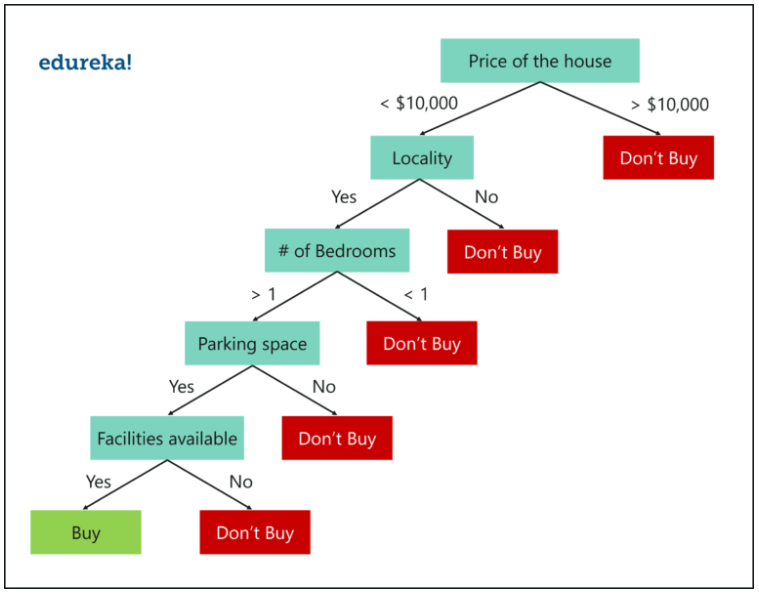 edureka!
Price of the house
< $10,000
> $10,000
Locality
Don't Buy
Yes
No
# of Bedrooms
Don't Buy
> 1
< 1
Parking space
Don't Buy
Yes
No
Facilities available
Don't Buy
Yes
No
Buy
Don't Buy